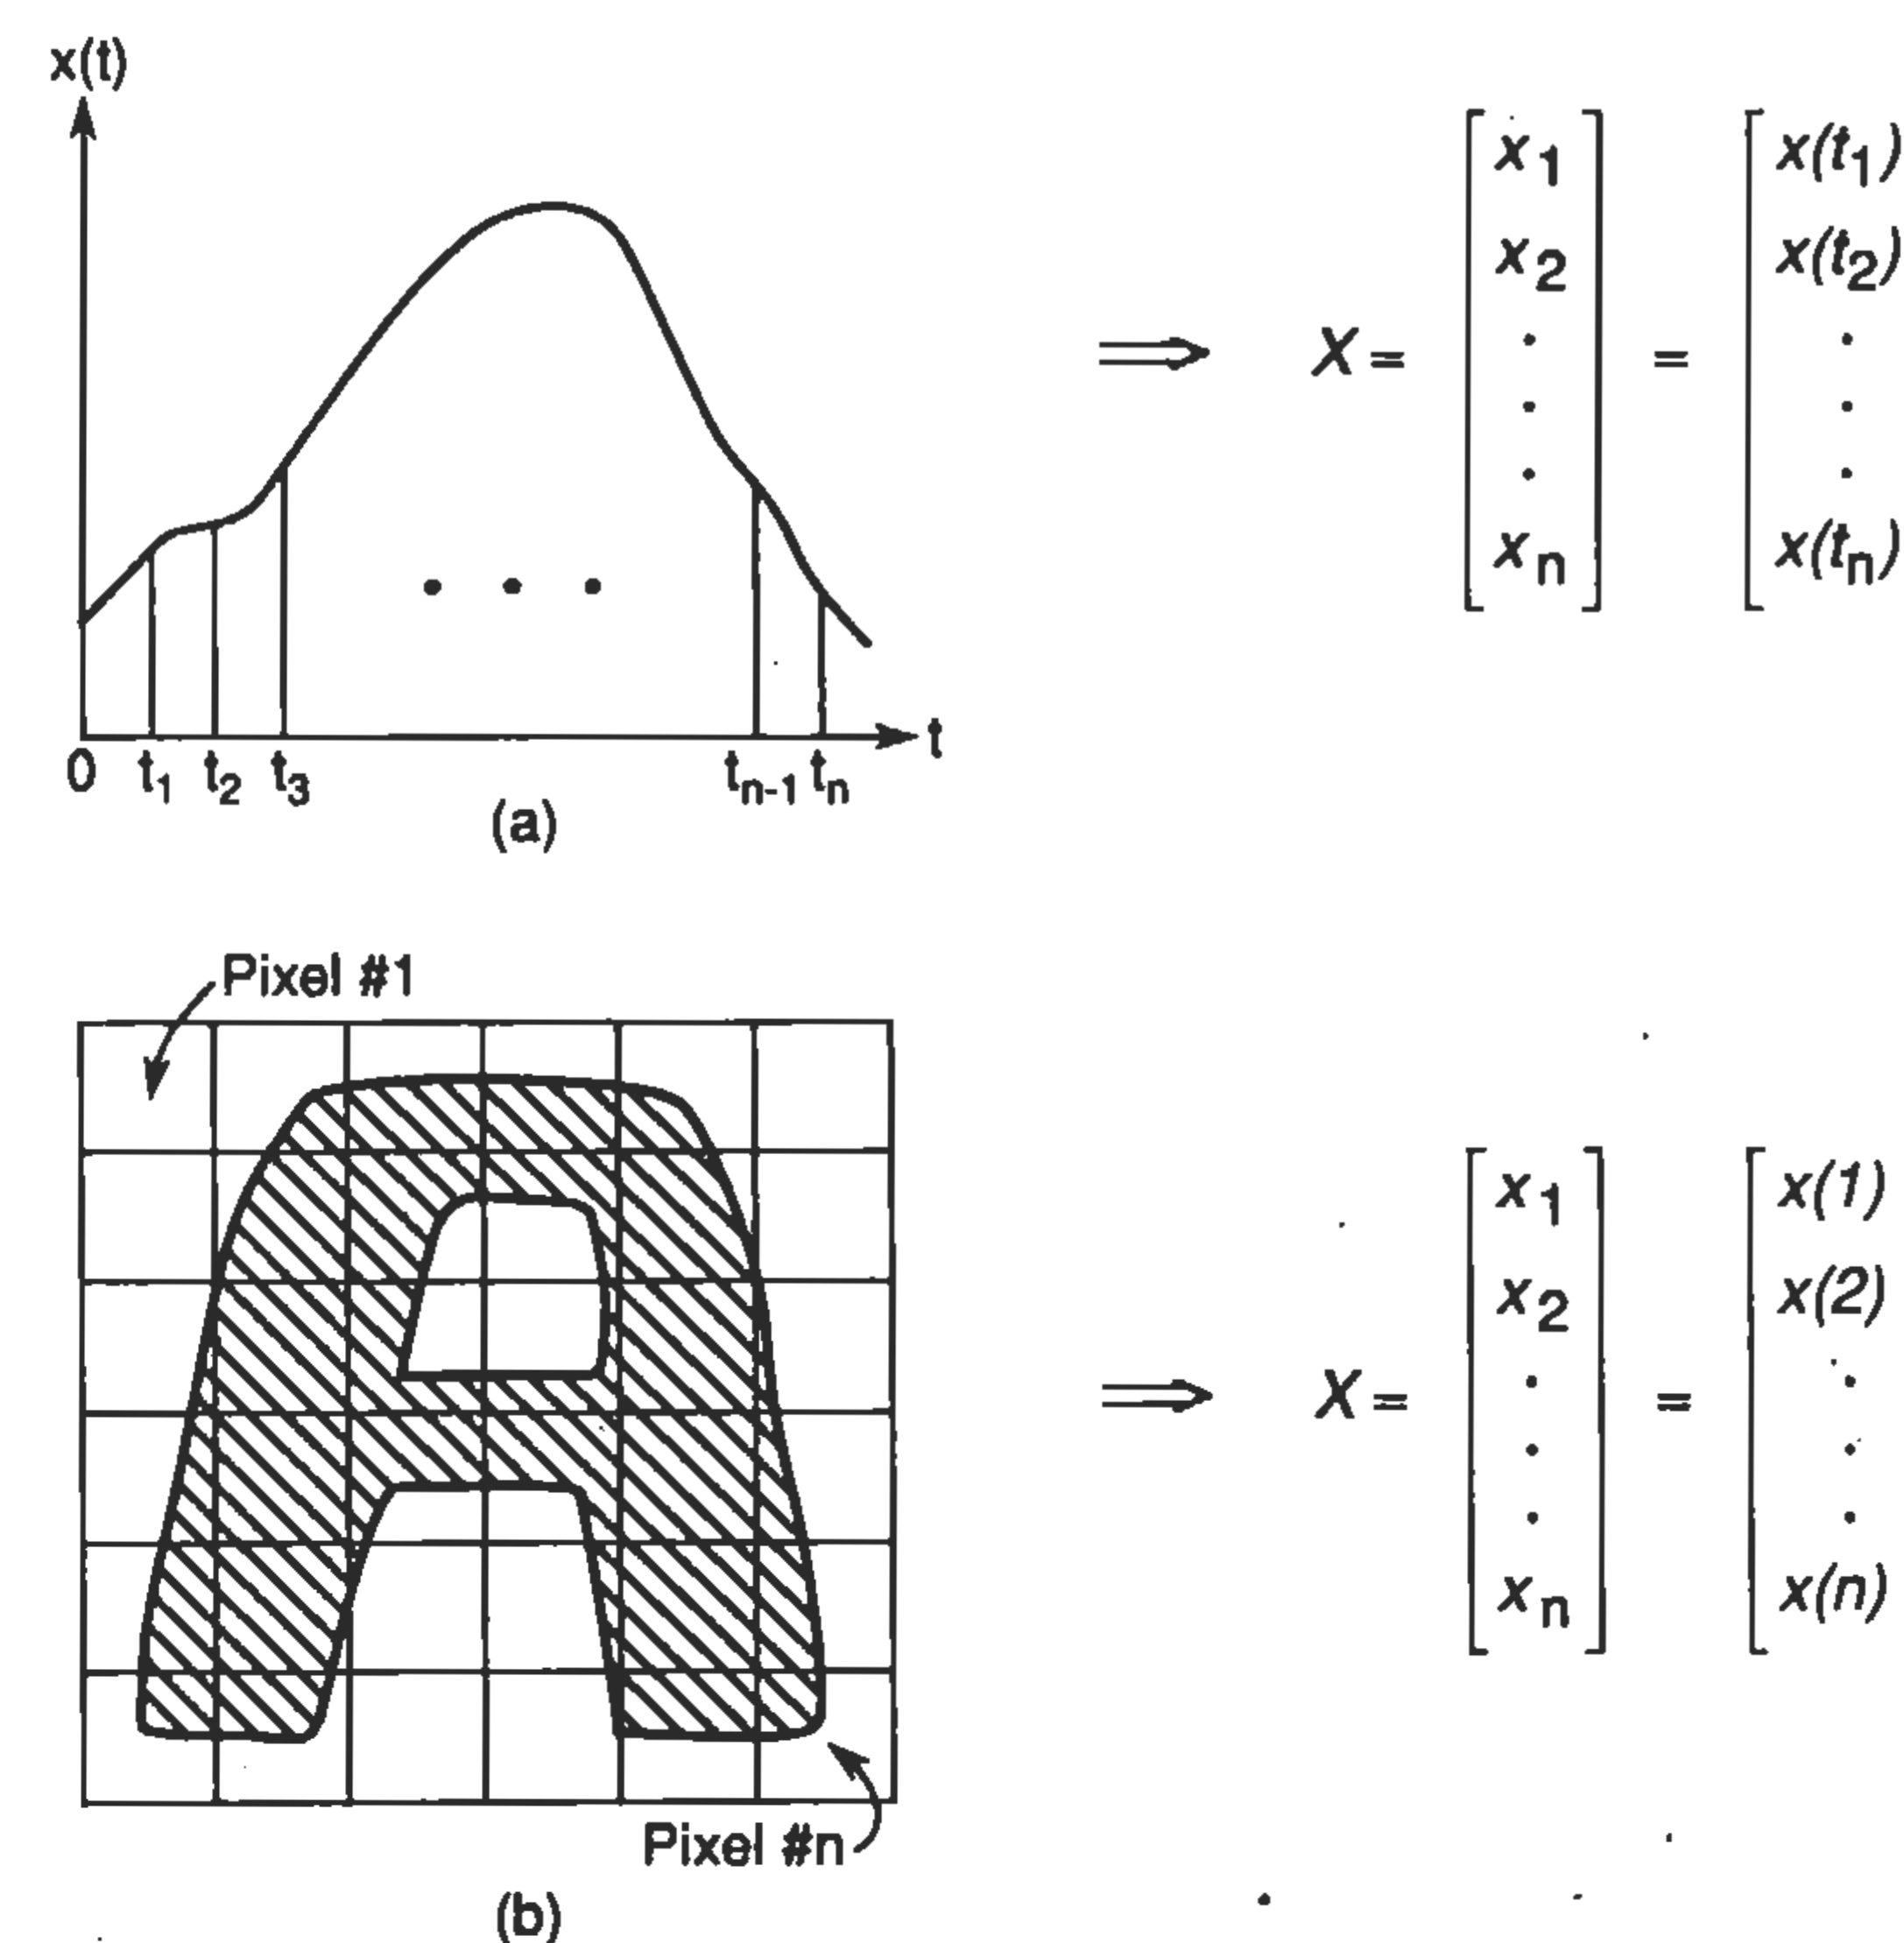 x(t)
x₁ x(t₁)
x₂ x(t₂)
⇒ X = =
. .
. .
. .
xₙ x(tₙ)
t
0 t₁ t₂ t₃ . . . tₙ₋₁ tₙ
(a)
Pixel #1
x₁ x(1)
x₂ x(2)
⇒ X = =
. .
. .
. .
xₙ x(n)
Pixel #n
(b)